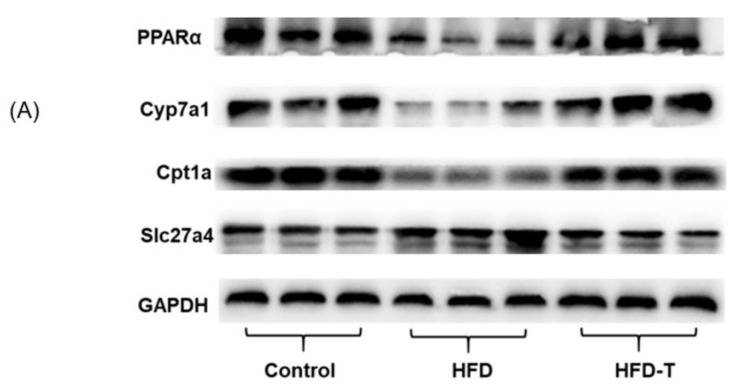 PPARα
(A)
Cyp7a1
Cpt1a
Slc27a4
GAPDH
Control HFD HFD-T